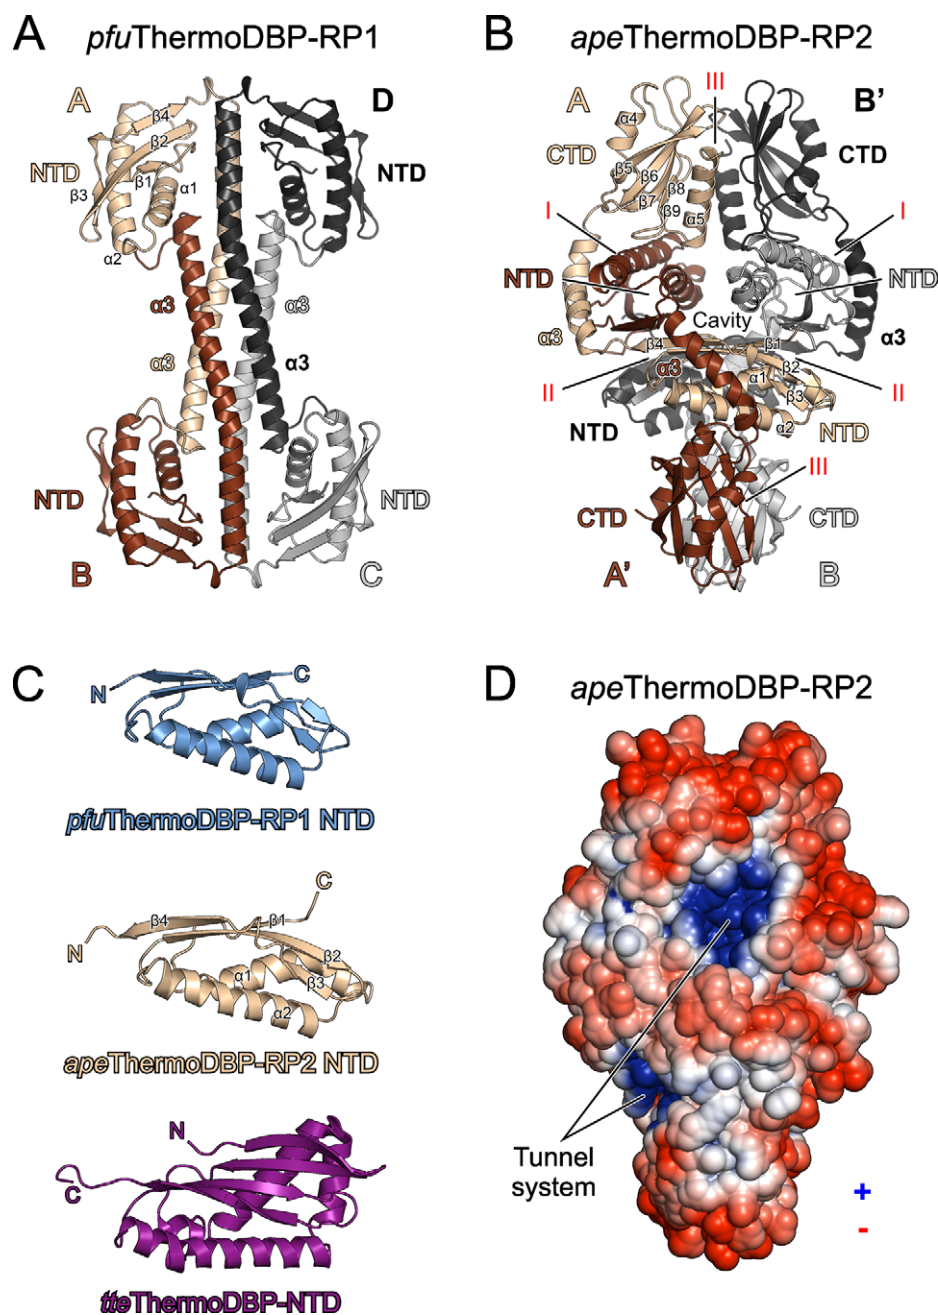 A pfuThermoDBP-RP1
A
D
β4
β2
NTD
NTD
β3
β1
α1
α2
α3
α3
α3
α3
NTD
NTD
B
C
B apeThermoDBP-RP2
III
A
B’
α4
CTD
CTD
β5
β6
β8
β7
β9
α5
I
I
NTD
NTD
Cavity
α3
β4
β1
α3
α3
α1
β2
II
II
β3
α2
NTD
NTD
III
CTD
CTD
A’
B
C
N
C
pfuThermoDBP-RP1 NTD
C
β4
β1
N
β2
α1
β3
α2
apeThermoDBP-RP2 NTD
N
C
tteThermoDBP-NTD
D apeThermoDBP-RP2
Tunnel
system
+
-